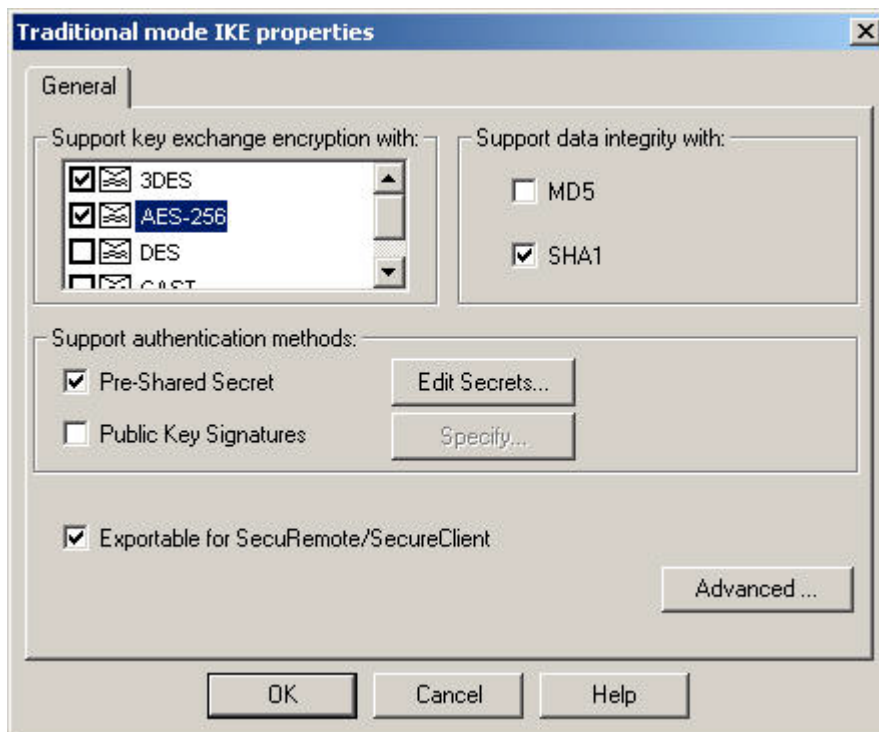 Traditional mode IKE properties
General
Support key exchange encryption with:
3DES
AES-256
DES
CAST
Support data integrity with:
MD5
SHA1
Support authentication methods:
Pre-Shared Secret
Edit Secrets...
Public Key Signatures
Specify...
Exportable for SecuRemote/SecureClient
Advanced ...
OK
Cancel
Help